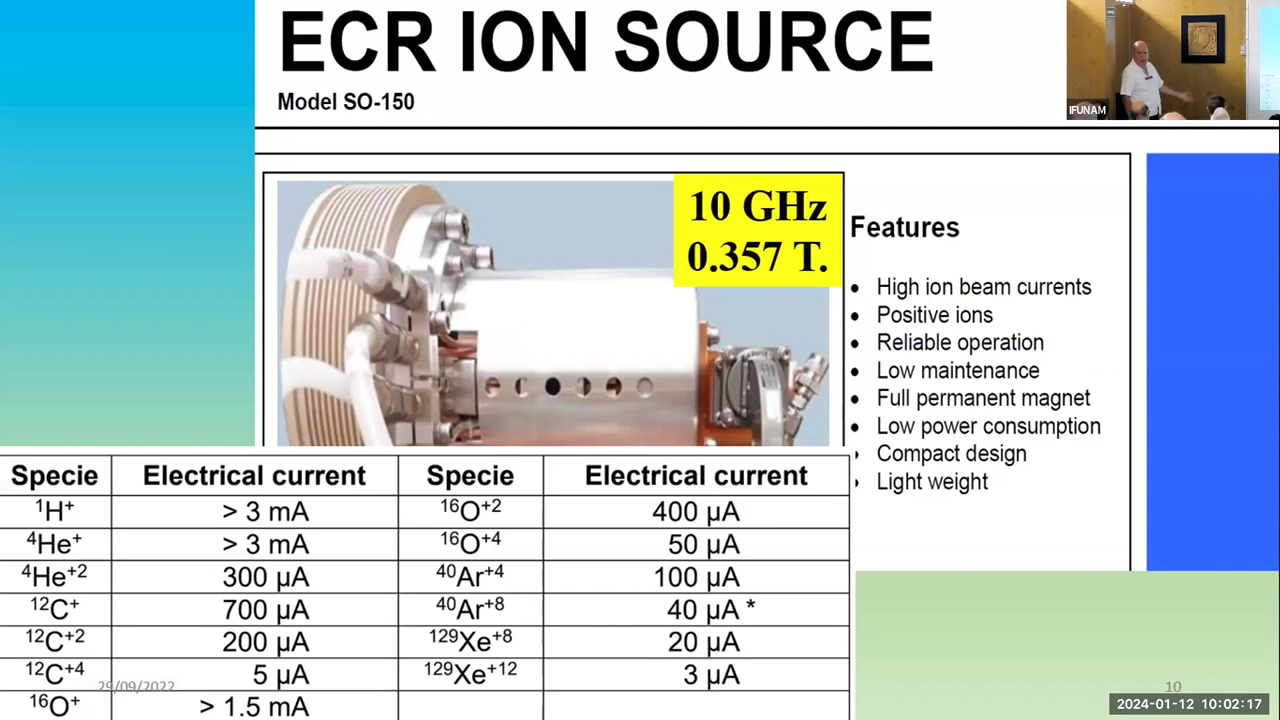 ECR ION SOURCE
Model SO-150
IFUNAM
10 GHz
0.357 T.
Features
• High ion beam currents
• Positive ions
• Reliable operation
• Low maintenance
• Full permanent magnet
• Low power consumption
• Compact design
• Light weight
Specie Electrical current Specie Electrical current
¹H⁺ > 3 mA ¹⁶O⁺² 400 µA
⁴He⁺ > 3 mA ¹⁶O⁺⁴ 50 µA
⁴He⁺² 300 µA ⁴⁰Ar⁺⁴ 100 µA
¹²C⁺ 700 µA ⁴⁰Ar⁺⁸ 40 µA *
¹²C⁺² 200 µA ¹²⁹Xe⁺⁸ 20 µA
¹²C⁺⁴ 5 µA ¹²⁹Xe⁺¹² 3 µA
¹⁶O⁺ > 1.5 mA
29/09/2022
10
2024-01-12 10:02:17